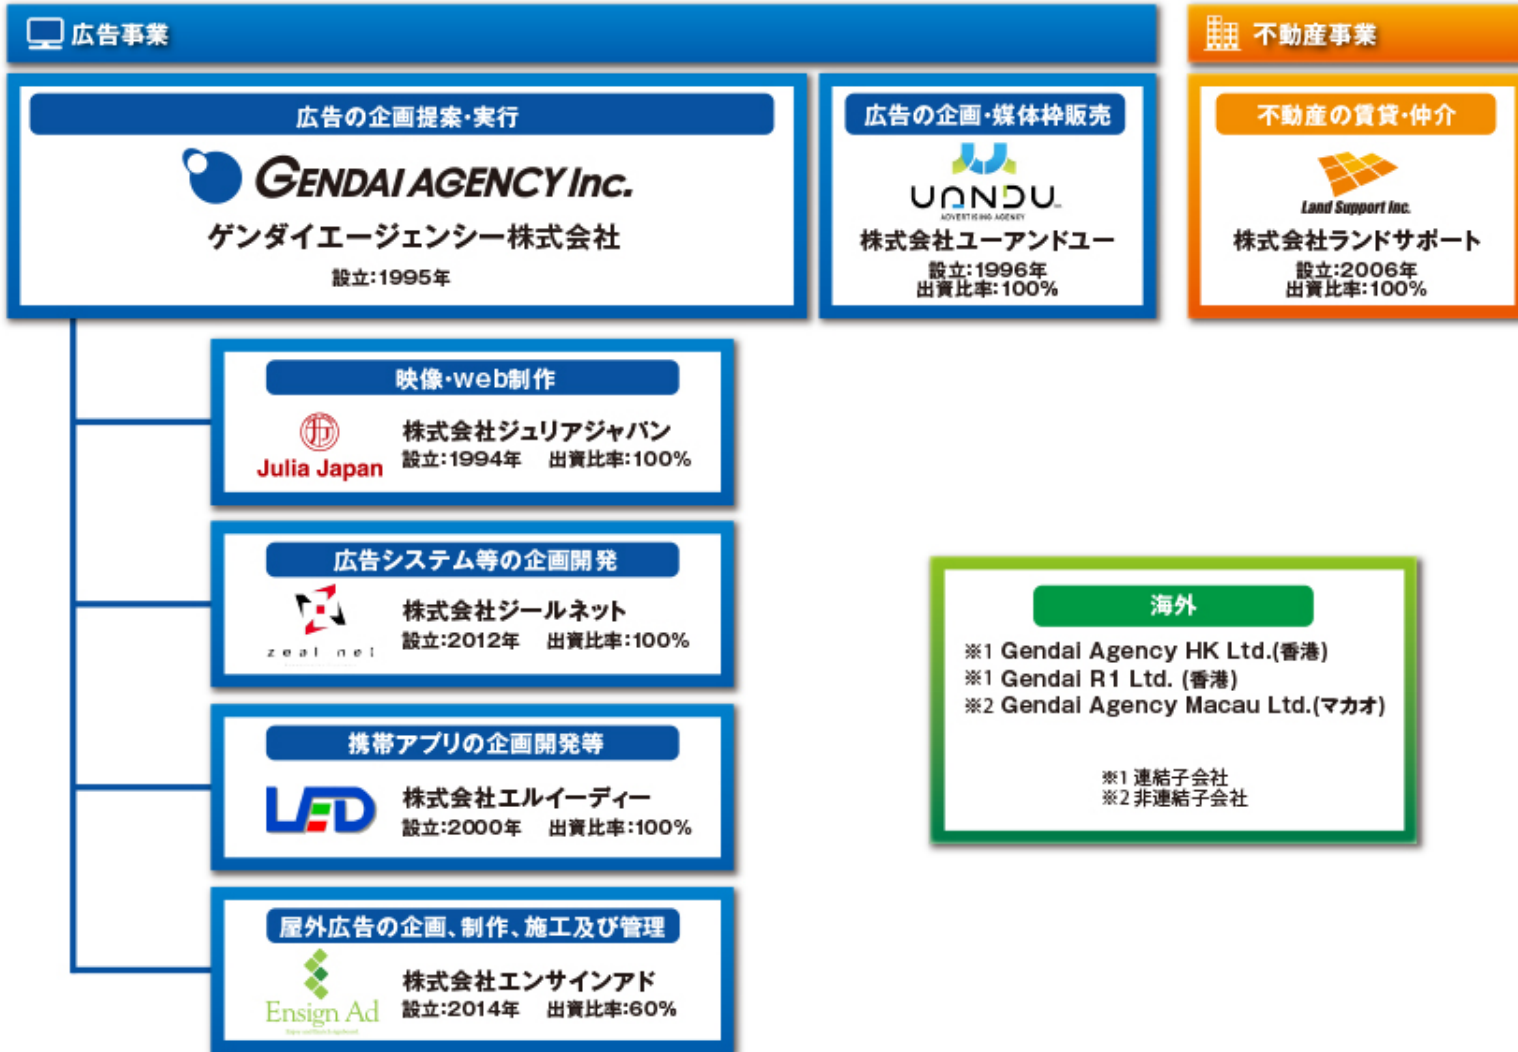 広告事業
不動産事業
広告の企画提案・実行
GENDAI AGENCY Inc.
ゲンダイエージェンシー株式会社
設立:1995年
広告の企画・媒体枠販売
UANDU
ADVERTISING AGENCY
株式会社ユーアンドユー
設立:1996年
出資比率:100%
不動産の賃貸・仲介
Land Support Inc.
株式会社ランドサポート
設立:2006年
出資比率:100%
映像・web制作
Julia Japan
株式会社ジュリアジャパン
設立:1994年 出資比率:100%
広告システム等の企画開発
zeal net
株式会社ジールネット
設立:2012年 出資比率:100%
携帯アプリの企画開発等
LED
株式会社エルイーディー
設立:2000年 出資比率:100%
屋外広告の企画、制作、施工及び管理
Ensign Ad
株式会社エンサインアド
設立:2014年 出資比率:60%
海外
※1 Gendai Agency HK Ltd.(香港)
※1 Gendai R1 Ltd. (香港)
※2 Gendai Agency Macau Ltd.(マカオ)
※1 連結子会社
※2 非連結子会社